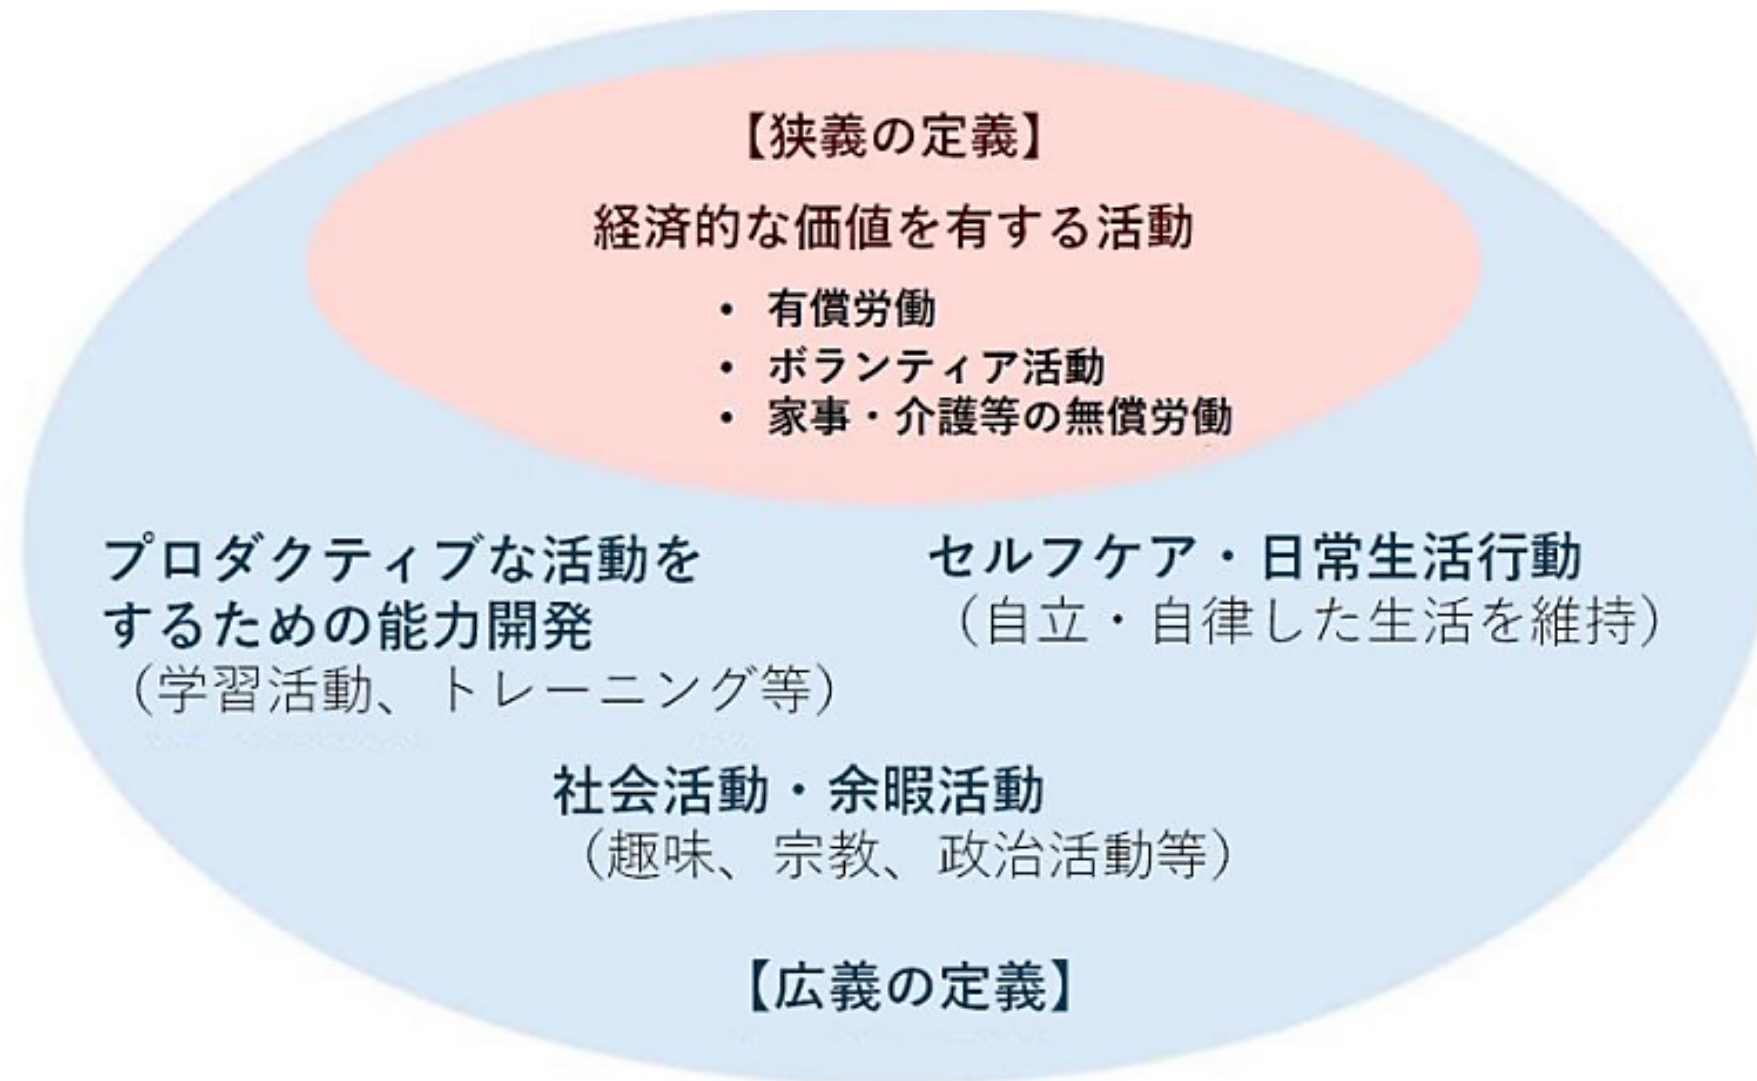 【狭義の定義】
経済的な価値を有する活動
• 有償労働
• ボランティア活動
• 家事・介護等の無償労働
プロダクティブな活動を
するための能力開発
（学習活動、トレーニング等）
セルフケア・日常生活行動
（自立・自律した生活を維持）
社会活動・余暇活動
（趣味、宗教、政治活動等）
【広義の定義】